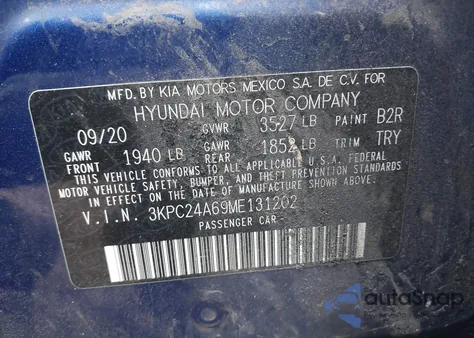 MFD. BY KIA MOTORS MEXICO S.A. DE C.V. FOR
HYUNDAI MOTOR COMPANY
09/20 GVWR 3527 LB PAINT B2R
GAWR FRONT 1940 LB GAWR REAR 1852 LB TRIM TRY
THIS VEHICLE CONFORMS TO ALL APPLICABLE U.S.A. FEDERAL
MOTOR VEHICLE SAFETY, BUMPER, AND THEFT PREVENTION STANDARDS
IN EFFECT ON THE DATE OF MANUFACTURE SHOWN ABOVE.
V.I.N. 3KPC24A69ME131202
PASSENGER CAR
autoSnap